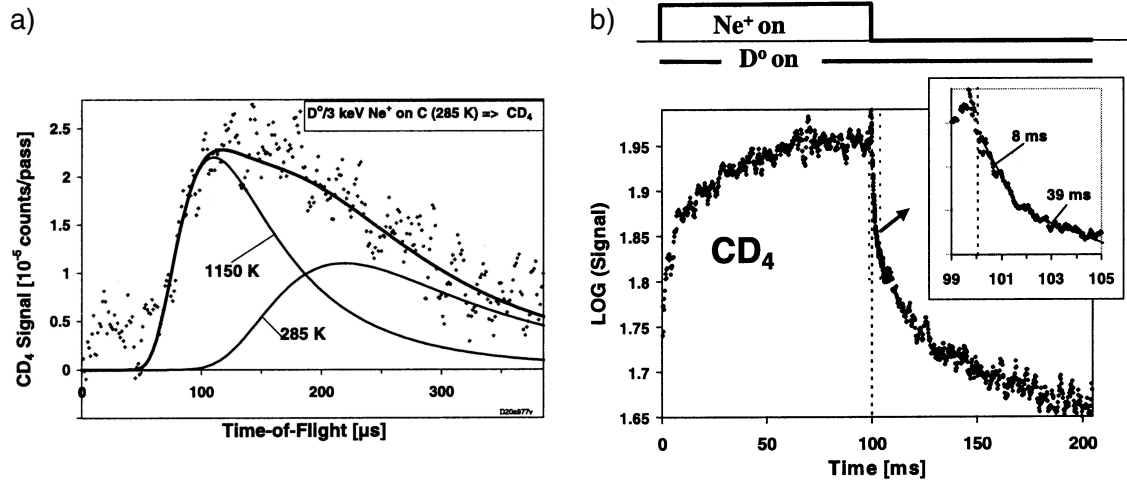 a)
D⁰/3 keV Ne⁺ on C (285 K) => CD₄
2.5
2
1.5
1
0.5
0
CD₄ Signal [10⁻⁶ counts/pass]
1150 K
285 K
0 100 200 300
D20a977v
Time-of-Flight [µs]
b)
Ne⁺ on
D⁰ on
1.95
1.9
1.85
1.8
1.75
1.7
1.65
LOG (Signal)
CD₄
8 ms
39 ms
99 101 103 105
0 50 100 150 200
Time [ms]